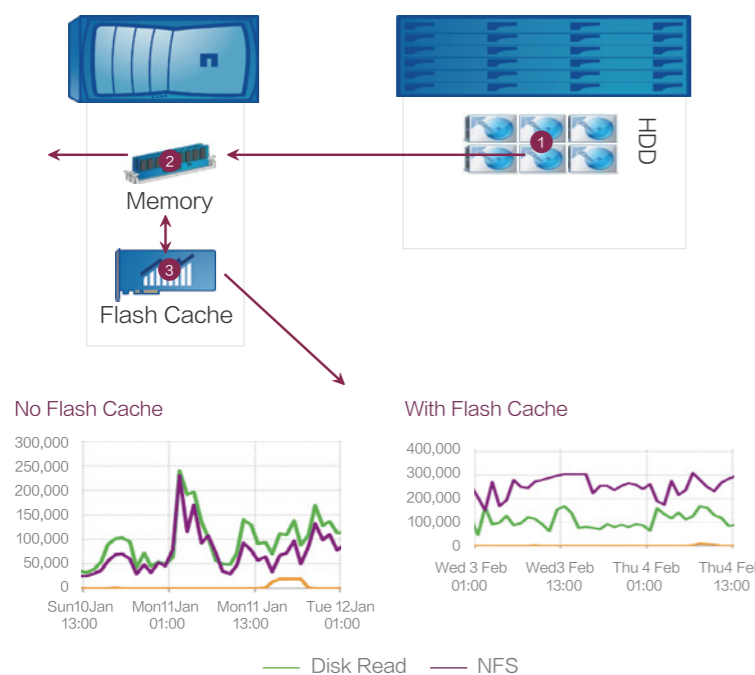 1
HDD
2
Memory
3
Flash Cache
No Flash Cache
300,000
250,000
200,000
150,000
100,000
50,000
0
Sun10Jan 13:00
Mon11Jan 01:00
Mon11 Jan 13:00
Tue 12Jan 01:00
With Flash Cache
400,000
300,000
200,000
100,000
0
Wed 3 Feb 01:00
Wed3 Feb 13:00
Thu 4 Feb 01:00
Thu4 Fel 13:00
Disk Read
NFS